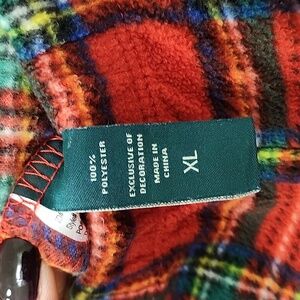 100%
POLYESTER
EXCLUSIVE OF
DECORATION
MADE IN
CHINA
XL